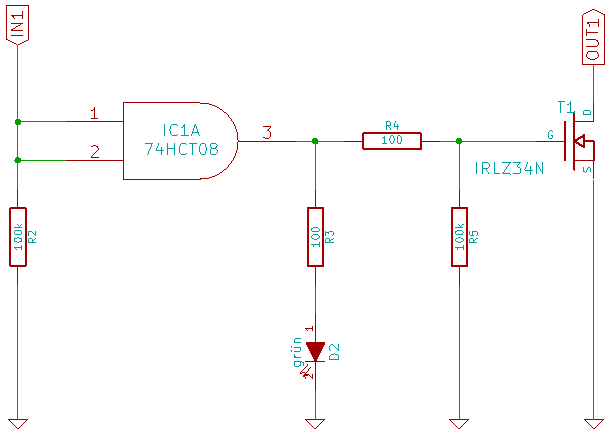 IN1
OUT1
1
2
IC1A
74HCT08
3
R4
100
T1
D
G
S
IRLZ34N
100k
R2
100
R3
100k
R5
1
grün
D2
2